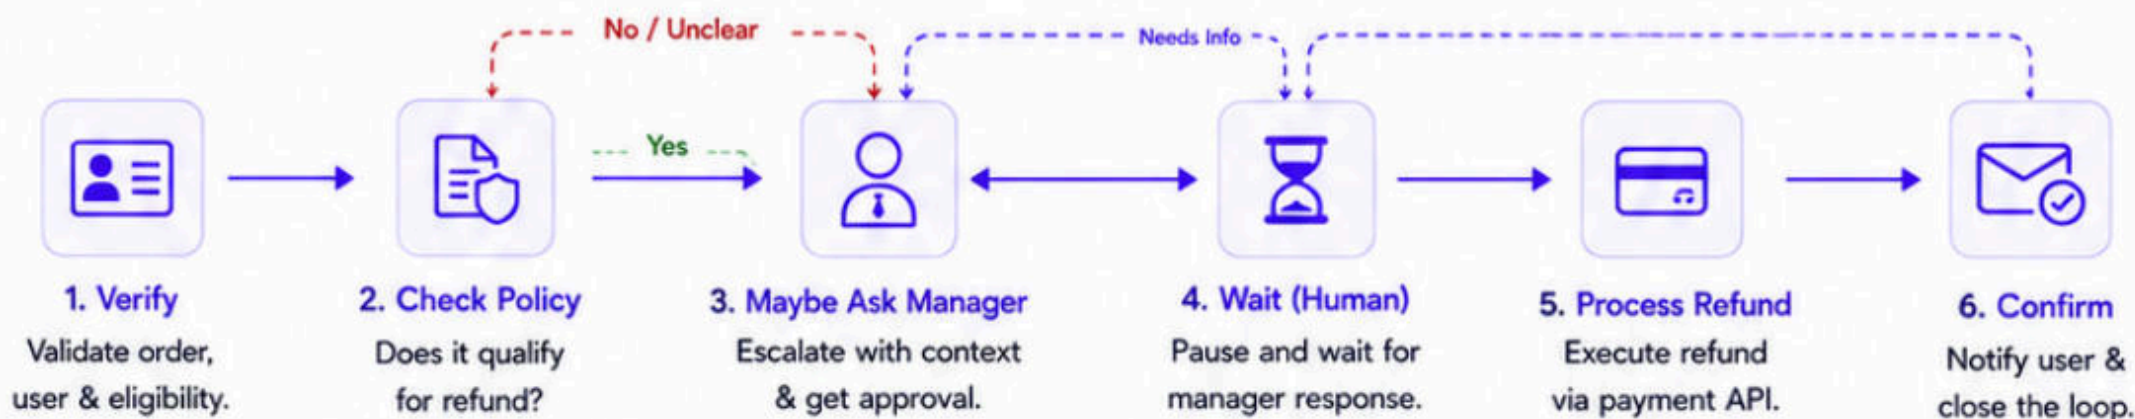 No / Unclear
Needs Info
Yes
1. Verify
Validate order,
user & eligibility.
2. Check Policy
Does it qualify
for refund?
3. Maybe Ask Manager
Escalate with context
& get approval.
4. Wait (Human)
Pause and wait for
manager response.
5. Process Refund
Execute refund
via payment API.
6. Confirm
Notify user &
close the loop.